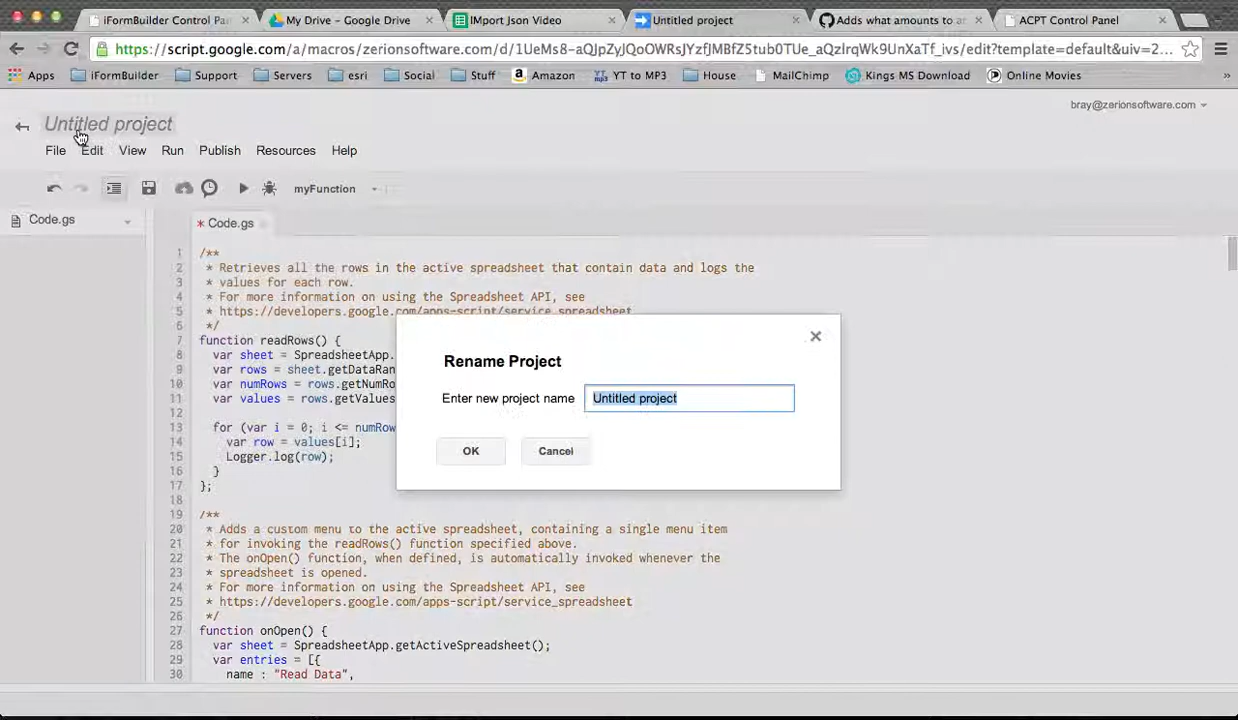 iFormBuilder Control Pa
My Drive – Google Drive
IMport Json Video
Untitled project
Adds what amounts to a
ACPT Control Panel
https://script.google.com/a/macros/zerionsoftware.com/d/1UeMs8-aQJpZyJQoOWRsJYzfJMBfZ5tub0TUe_aQzIrqWk9UnXaTf_ivs/edit?template=default&uiv=2...
Apps
iFormBuilder
Support
Servers
esri
Social
Stuff
Amazon
YT to MP3
House
MailChimp
Kings MS Download
Online Movies
»
bray@zerionsoftware.com
Untitled project
File Edit View Run Publish Resources Help
myFunction
Code.gs
* Code.gs
1 /**
2 * Retrieves all the rows in the active spreadsheet that contain data and logs the
3 * values for each row.
4 * For more information on using the Spreadsheet API, see
5 * https://developers.google.com/apps-script/service_spreadsheet
6 */
7 function readRows() {
8 var sheet = SpreadsheetApp.
9 var rows = sheet.getDataRan
10 var numRows = rows.getNumRo
11 var values = rows.getValues
12
13 for (var i = 0; i <= numRow
14 var row = values[i];
15 Logger.log(row);
16 }
17 };
18
19 /**
20 * Adds a custom menu to the active spreadsheet, containing a single menu item
21 * for invoking the readRows() function specified above.
22 * The onOpen() function, when defined, is automatically invoked whenever the
23 * spreadsheet is opened.
24 * For more information on using the Spreadsheet API, see
25 * https://developers.google.com/apps-script/service_spreadsheet
26 */
27 function onOpen() {
28 var sheet = SpreadsheetApp.getActiveSpreadsheet();
29 var entries = [{
30 name : "Read Data",
Rename Project
Enter new project name Untitled project
OK Cancel